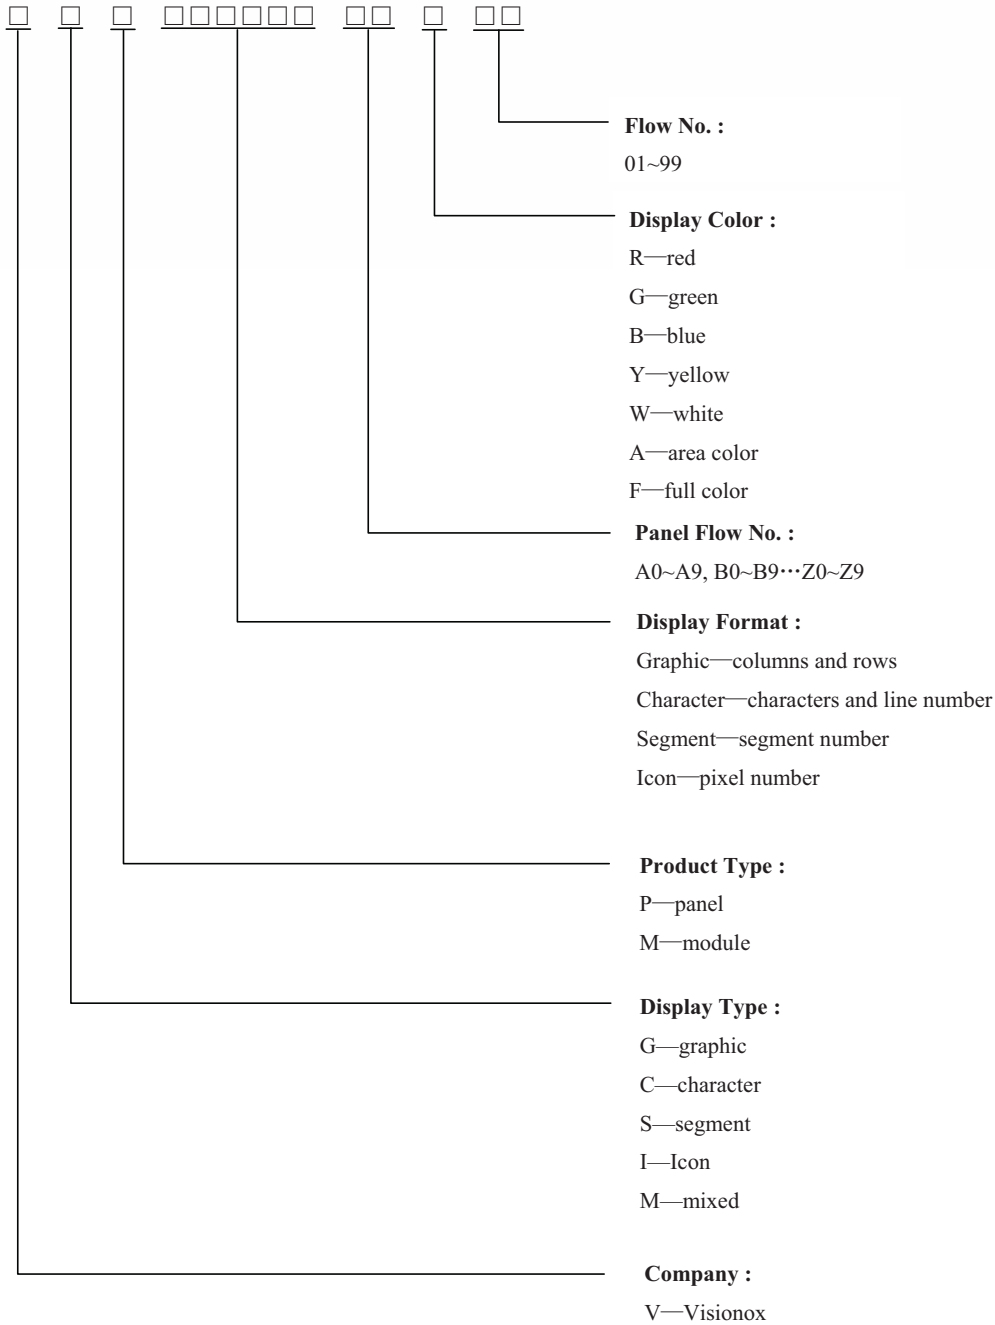 □ □ □ □□□□□□ □□ □ □□
Flow No. :
01~99
Display Color :
R—red
G—green
B—blue
Y—yellow
W—white
A—area color
F—full color
Panel Flow No. :
A0~A9, B0~B9⋯Z0~Z9
Display Format :
Graphic—columns and rows
Character—characters and line number
Segment—segment number
Icon—pixel number
Product Type :
P—panel
M—module
Display Type :
G—graphic
C—character
S—segment
I—Icon
M—mixed
Company :
V—Visionox